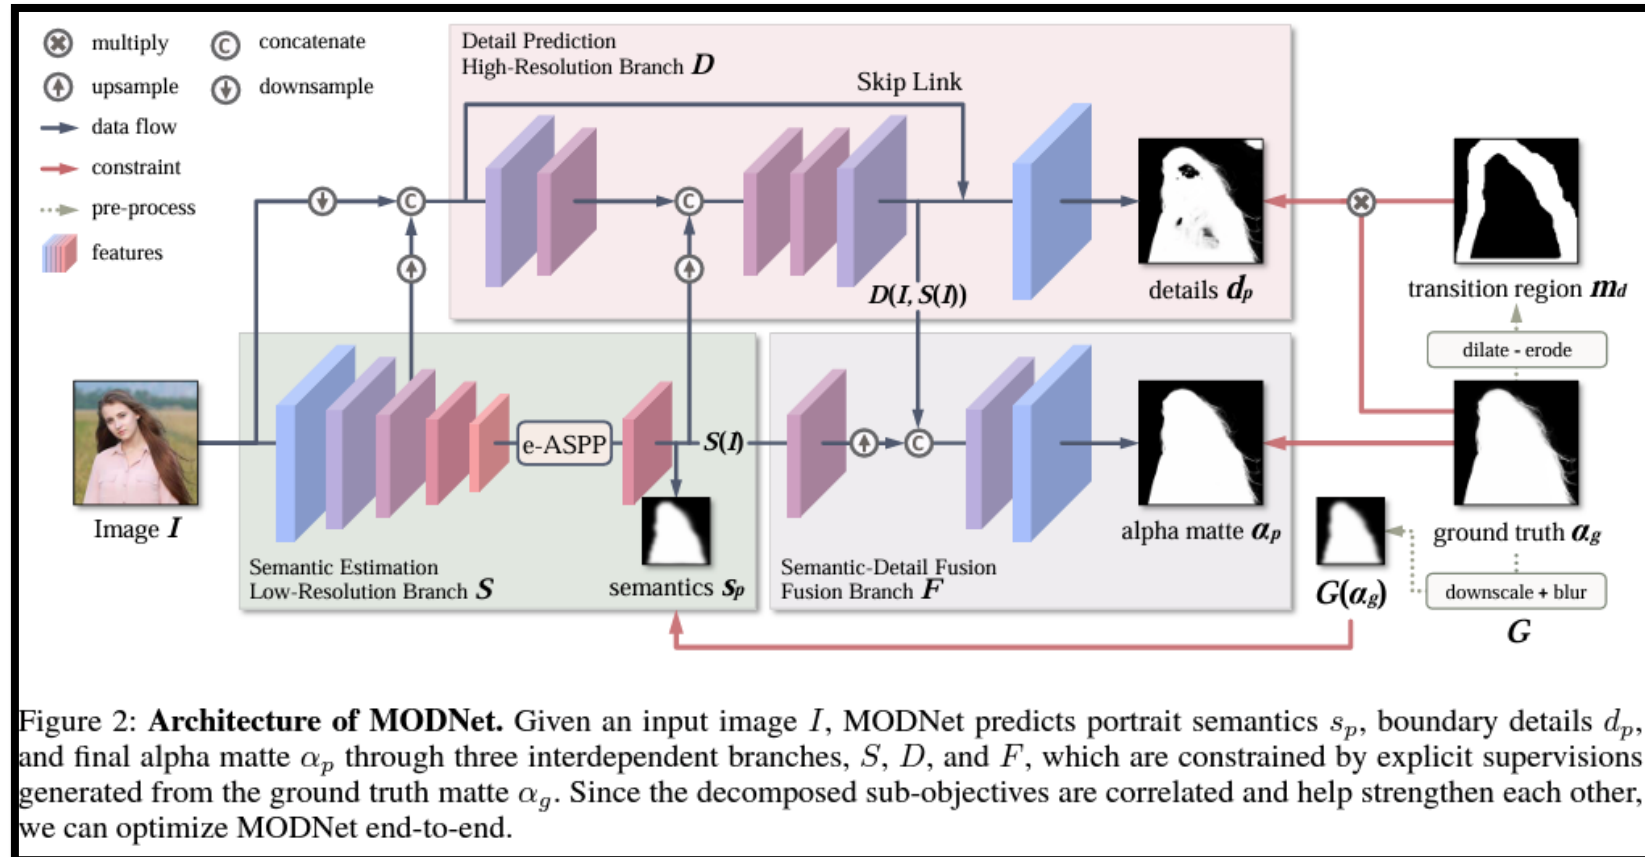 multiply
concatenate
upsample
downsample
data flow
constraint
pre-process
features
Detail Prediction
High-Resolution Branch D
Skip Link
C
C
D(I, S(I))
details dp
transition region md
dilate - erode
Image I
e-ASPP
S(I)
C
semantics sp
Semantic Estimation
Low-Resolution Branch S
Semantic-Detail Fusion
Fusion Branch F
alpha matte αp
ground truth αg
G(αg)
downscale + blur
G
Figure 2: Architecture of MODNet. Given an input image I, MODNet predicts portrait semantics sp, boundary details dp,
and final alpha matte αp through three interdependent branches, S, D, and F, which are constrained by explicit supervisions
generated from the ground truth matte αg. Since the decomposed sub-objectives are correlated and help strengthen each other,
we can optimize MODNet end-to-end.